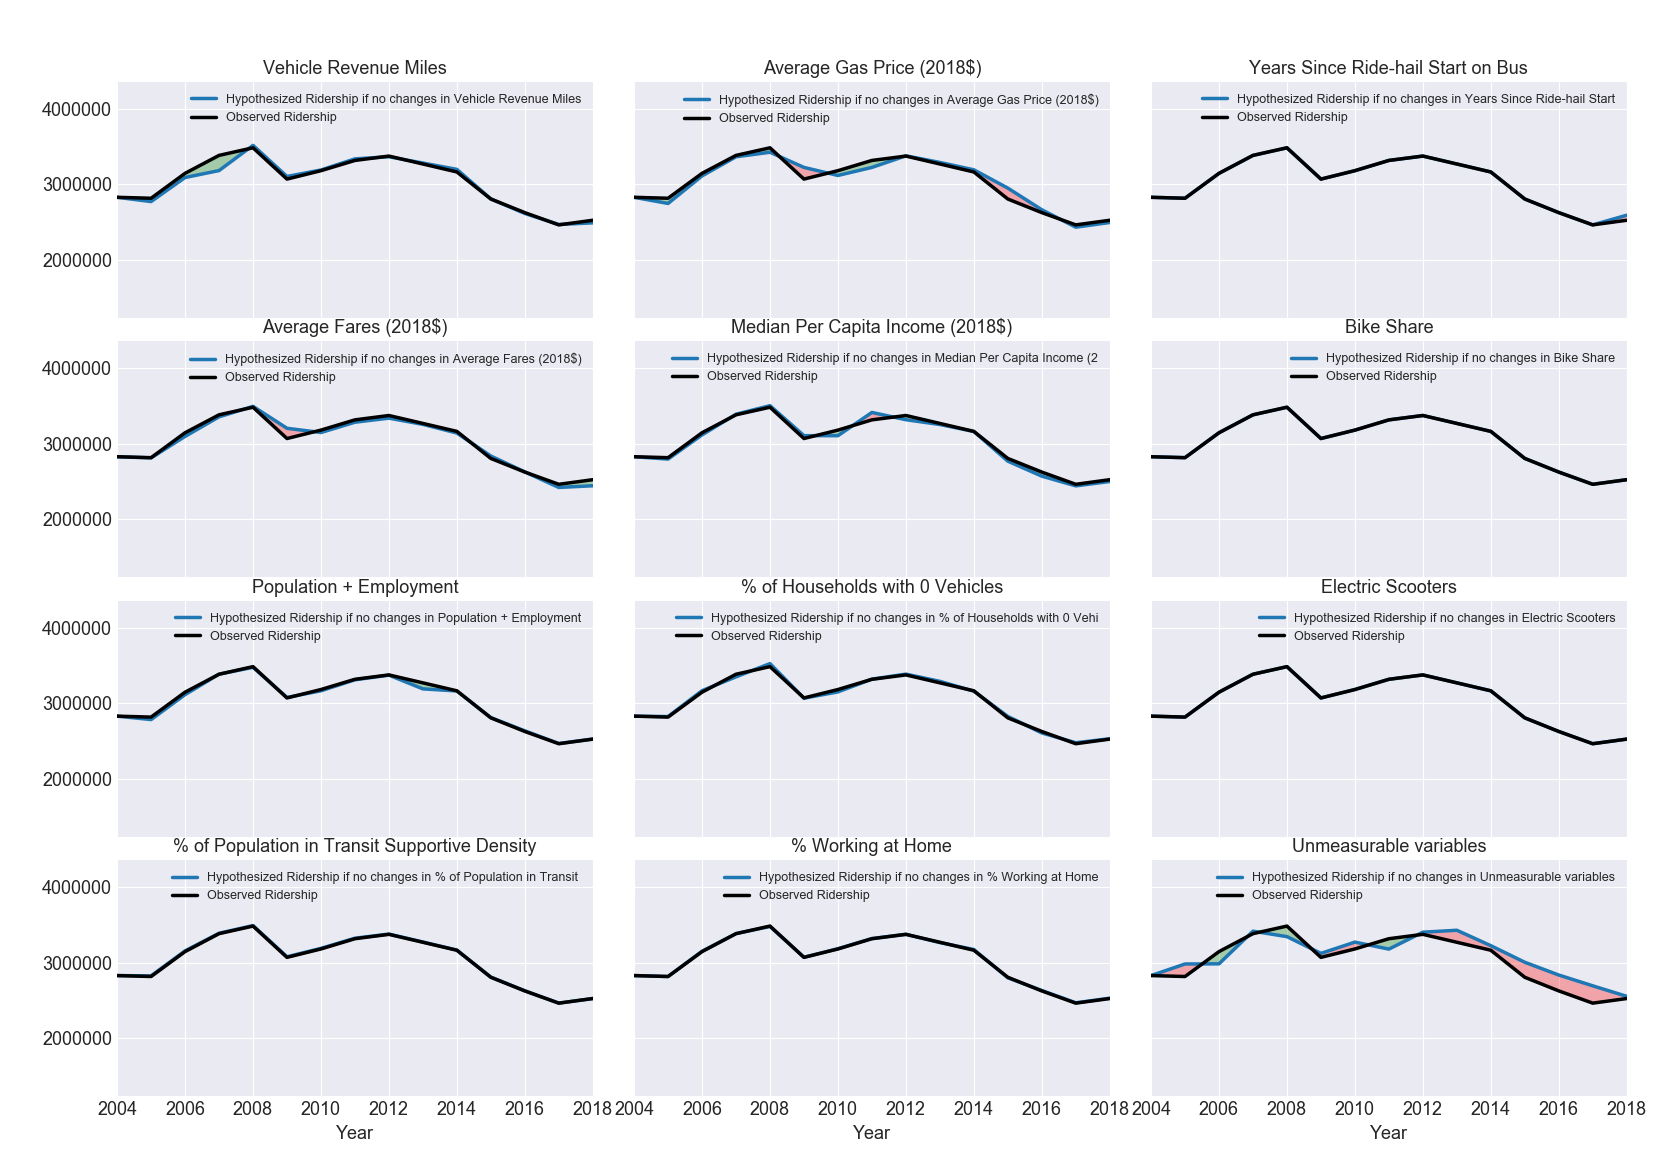 Vehicle Revenue Miles
4000000
3000000
2000000
Hypothesized Ridership if no changes in Vehicle Revenue Miles
Observed Ridership
Average Gas Price (2018$)
Hypothesized Ridership if no changes in Average Gas Price (2018$)
Observed Ridership
Years Since Ride-hail Start on Bus
Hypothesized Ridership if no changes in Years Since Ride-hail Start
Observed Ridership
Average Fares (2018$)
4000000
3000000
2000000
Hypothesized Ridership if no changes in Average Fares (2018$)
Observed Ridership
Median Per Capita Income (2018$)
Hypothesized Ridership if no changes in Median Per Capita Income (2
Observed Ridership
Bike Share
Hypothesized Ridership if no changes in Bike Share
Observed Ridership
Population + Employment
4000000
3000000
2000000
Hypothesized Ridership if no changes in Population + Employment
Observed Ridership
% of Households with 0 Vehicles
Hypothesized Ridership if no changes in % of Households with 0 Vehi
Observed Ridership
Electric Scooters
Hypothesized Ridership if no changes in Electric Scooters
Observed Ridership
% of Population in Transit Supportive Density
4000000
3000000
2000000
Hypothesized Ridership if no changes in % of Population in Transit
Observed Ridership
2004 2006 2008 2010 2012 2014 2016 2018
Year
% Working at Home
Hypothesized Ridership if no changes in % Working at Home
Observed Ridership
2004 2006 2008 2010 2012 2014 2016 2018
Year
Unmeasurable variables
Hypothesized Ridership if no changes in Unmeasurable variables
Observed Ridership
2004 2006 2008 2010 2012 2014 2016 2018
Year